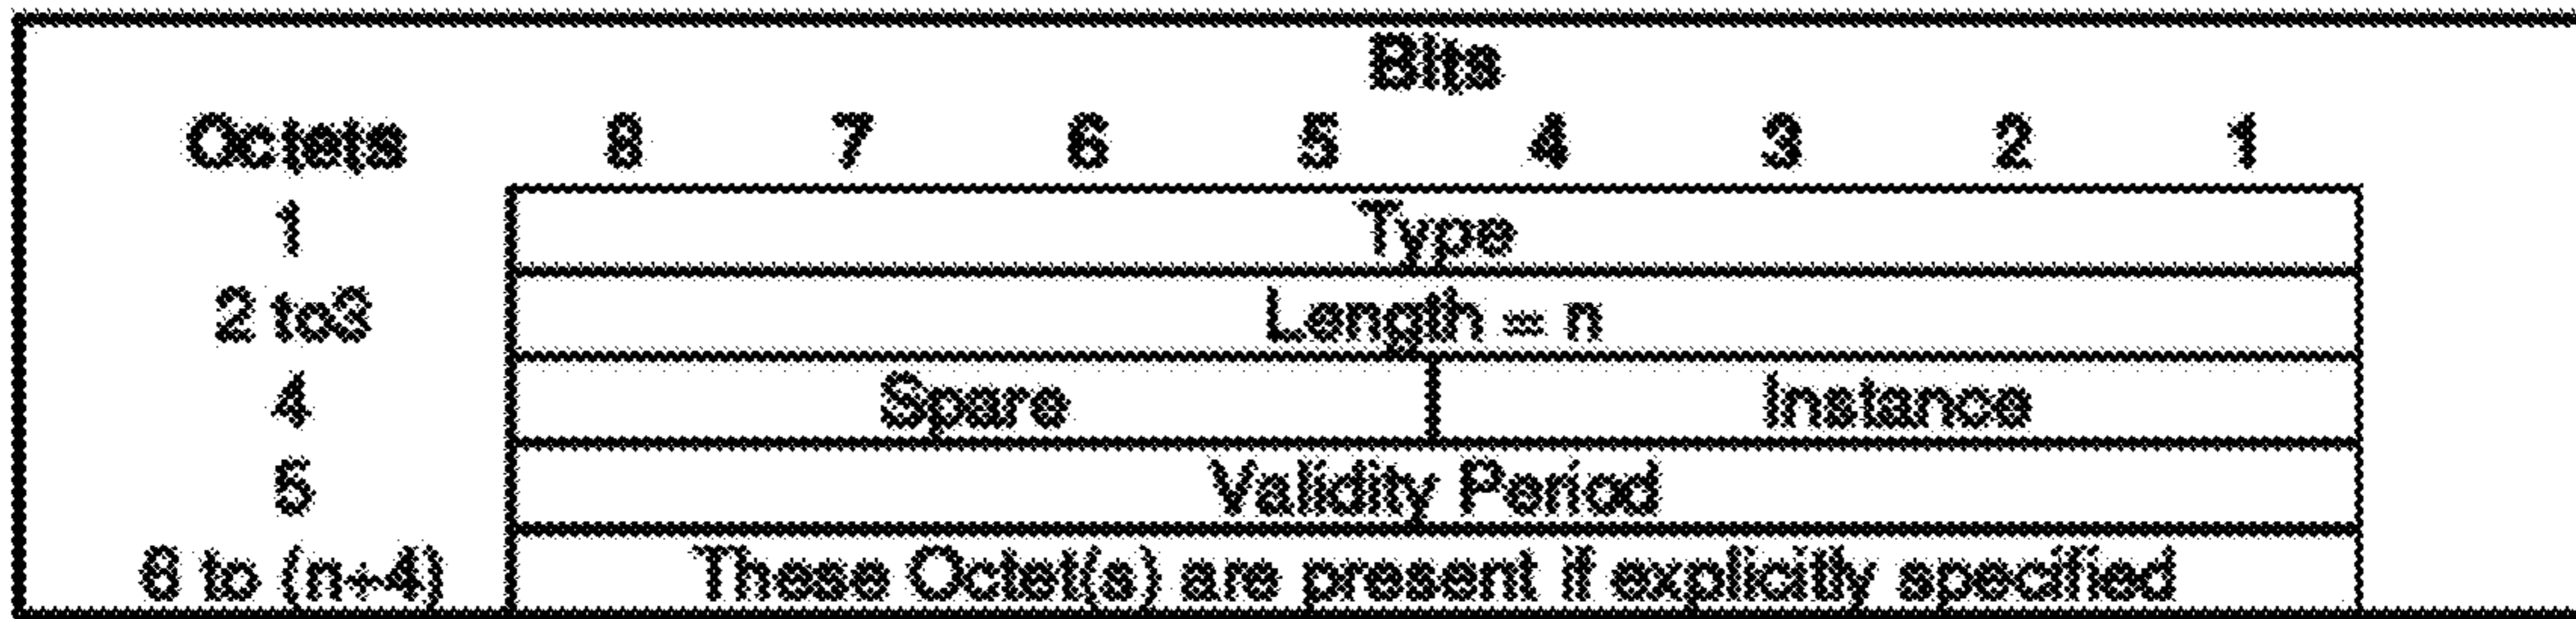 Bits
Octets 8 7 6 5 4 3 2 1
1 Type
2 to3 Length = n
4 Spare Instance
5 Validity Period
6 to (n+4) These Octet(s) are present if explicitly specified